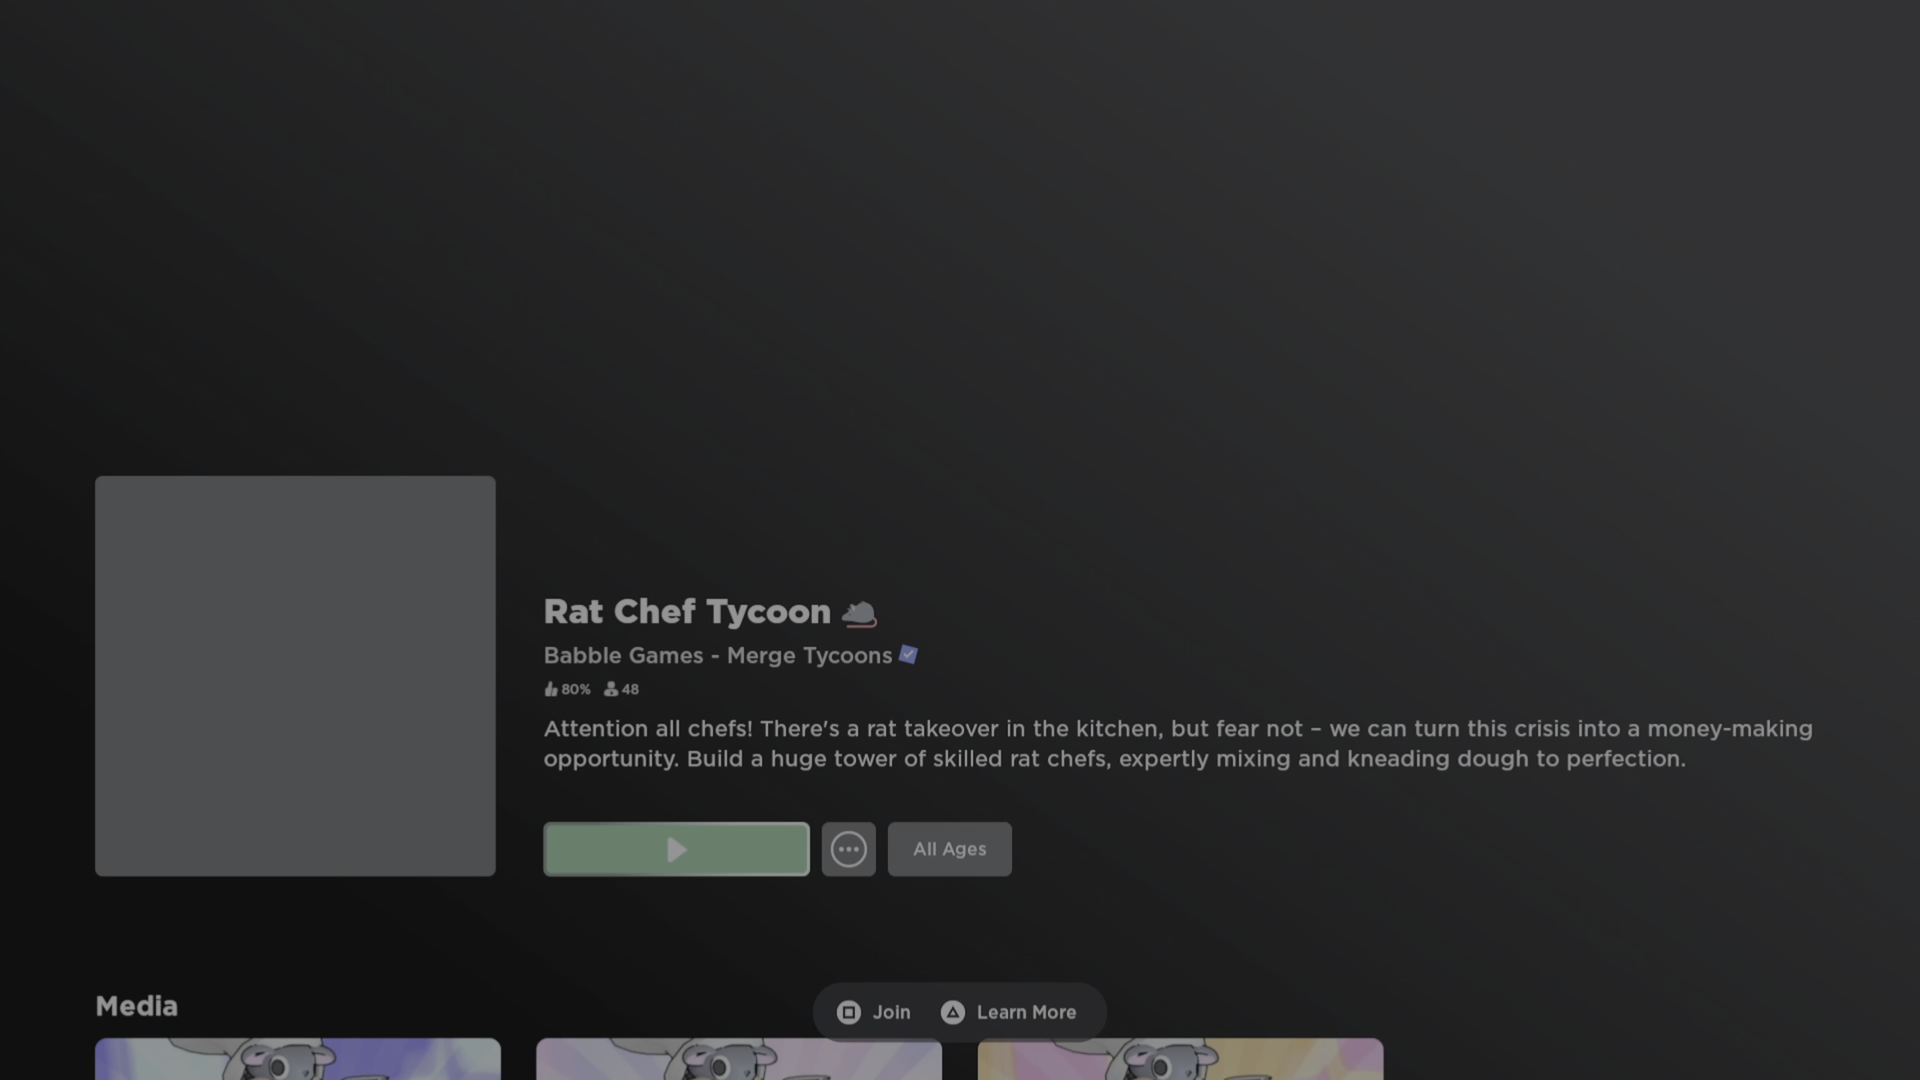 Rat Chef Tycoon 🐀
Babble Games - Merge Tycoons
80% 48
Attention all chefs! There's a rat takeover in the kitchen, but fear not – we can turn this crisis into a money-making
opportunity. Build a huge tower of skilled rat chefs, expertly mixing and kneading dough to perfection.
All Ages
Media
Join Learn More